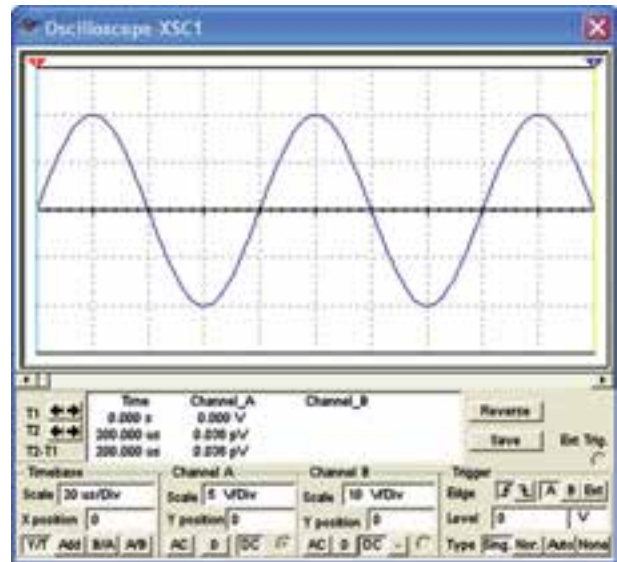 Oscilloscope XSC1
Time Channel_A Channel_B
T1 0.000 s 0.000 V
T2 200.000 us 0.036 pV
T2-T1 200.000 us 0.036 pV
Reverse
Save
Ext Trig.
Timebase Channel A Channel B Trigger
Scale 20 us/Div Scale 5 V/Div Scale 10 V/Div Edge A B Ext
X position 0 Y position 0 Y position 0 Level 0 V
Y/T Add B/A A/B AC 0 DC AC 0 DC - Type Sing. Nor. Auto None